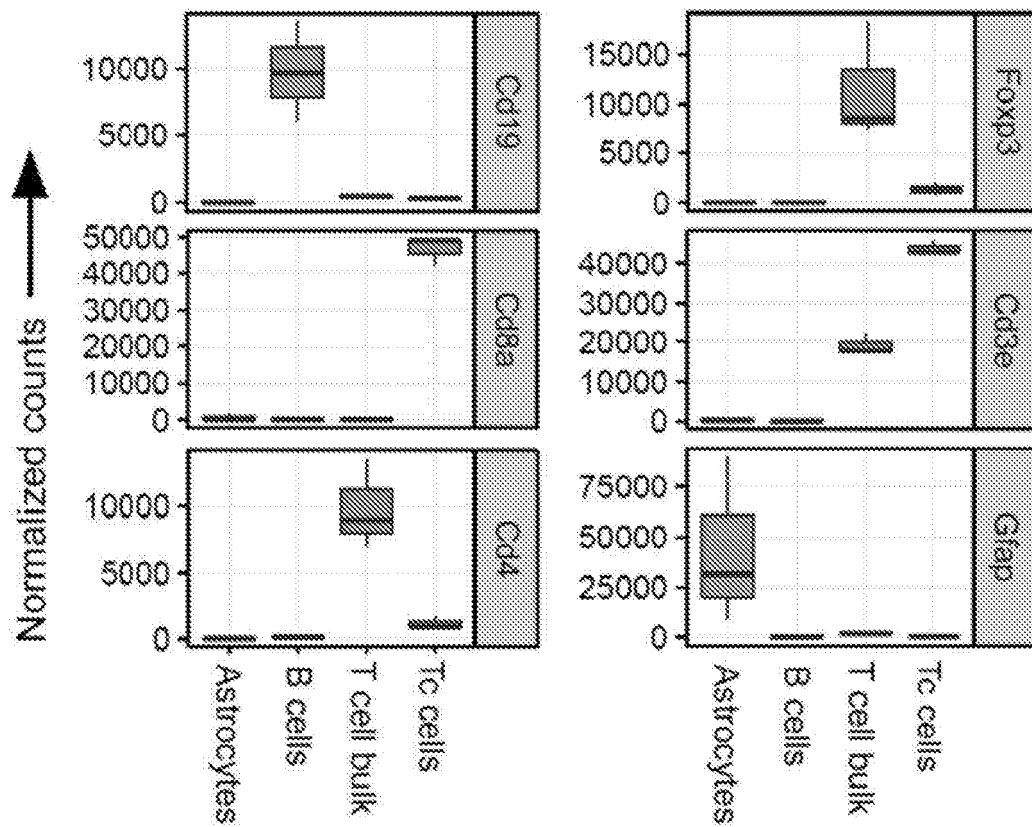 Normalized counts
10000
5000
0
Cd19
15000
10000
5000
0
Foxp3
50000
40000
30000
20000
10000
0
Cd8a
40000
30000
20000
10000
0
Cd3e
10000
5000
0
Cd4
75000
50000
25000
0
Gfap
Astrocytes
B cells
T cell bulk
Tc cells
Astrocytes
B cells
T cell bulk
Tc cells